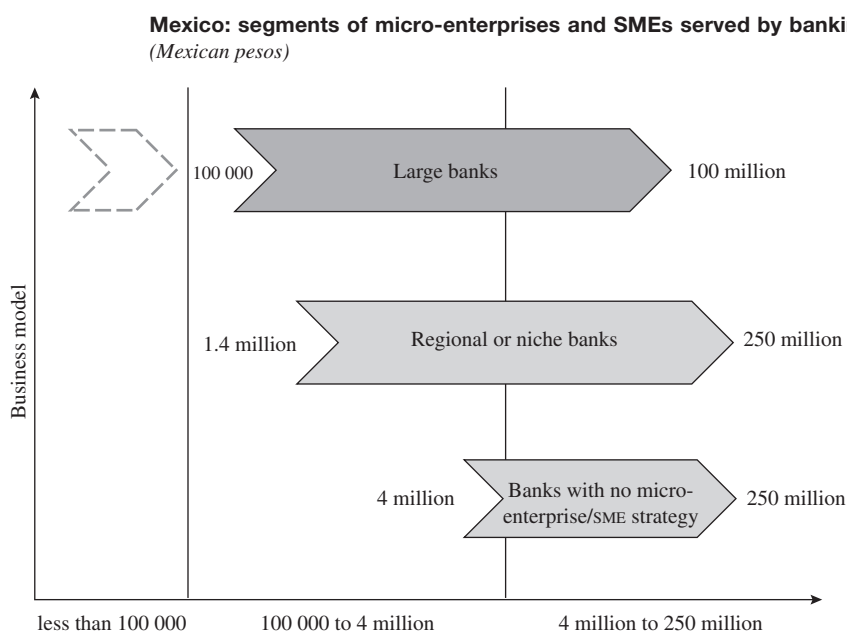 Mexico: segments of micro-enterprises and SMEs served by banki
(Mexican pesos)
100 000
Large banks
100 million
Business model
1.4 million
Regional or niche banks
250 million
4 million
Banks with no micro-
enterprise/SME strategy
250 million
less than 100 000
100 000 to 4 million
4 million to 250 million